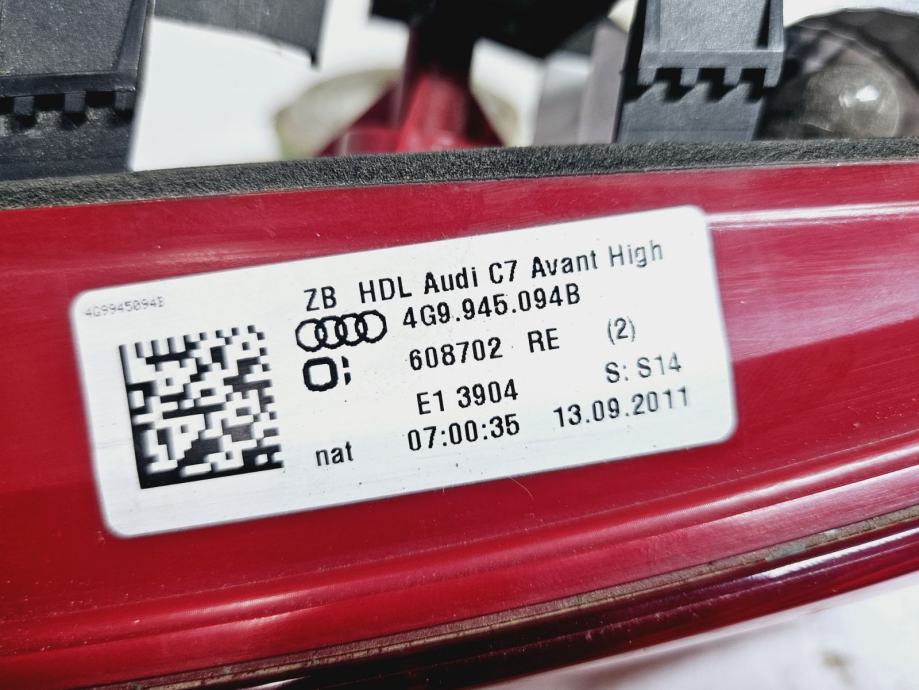 4G9945094B
ZB HDL Audi C7 Avant High
4G9.945.094B
608702 RE (2)
E1 3904 S: S14
nat 07:00:35 13.09.2011